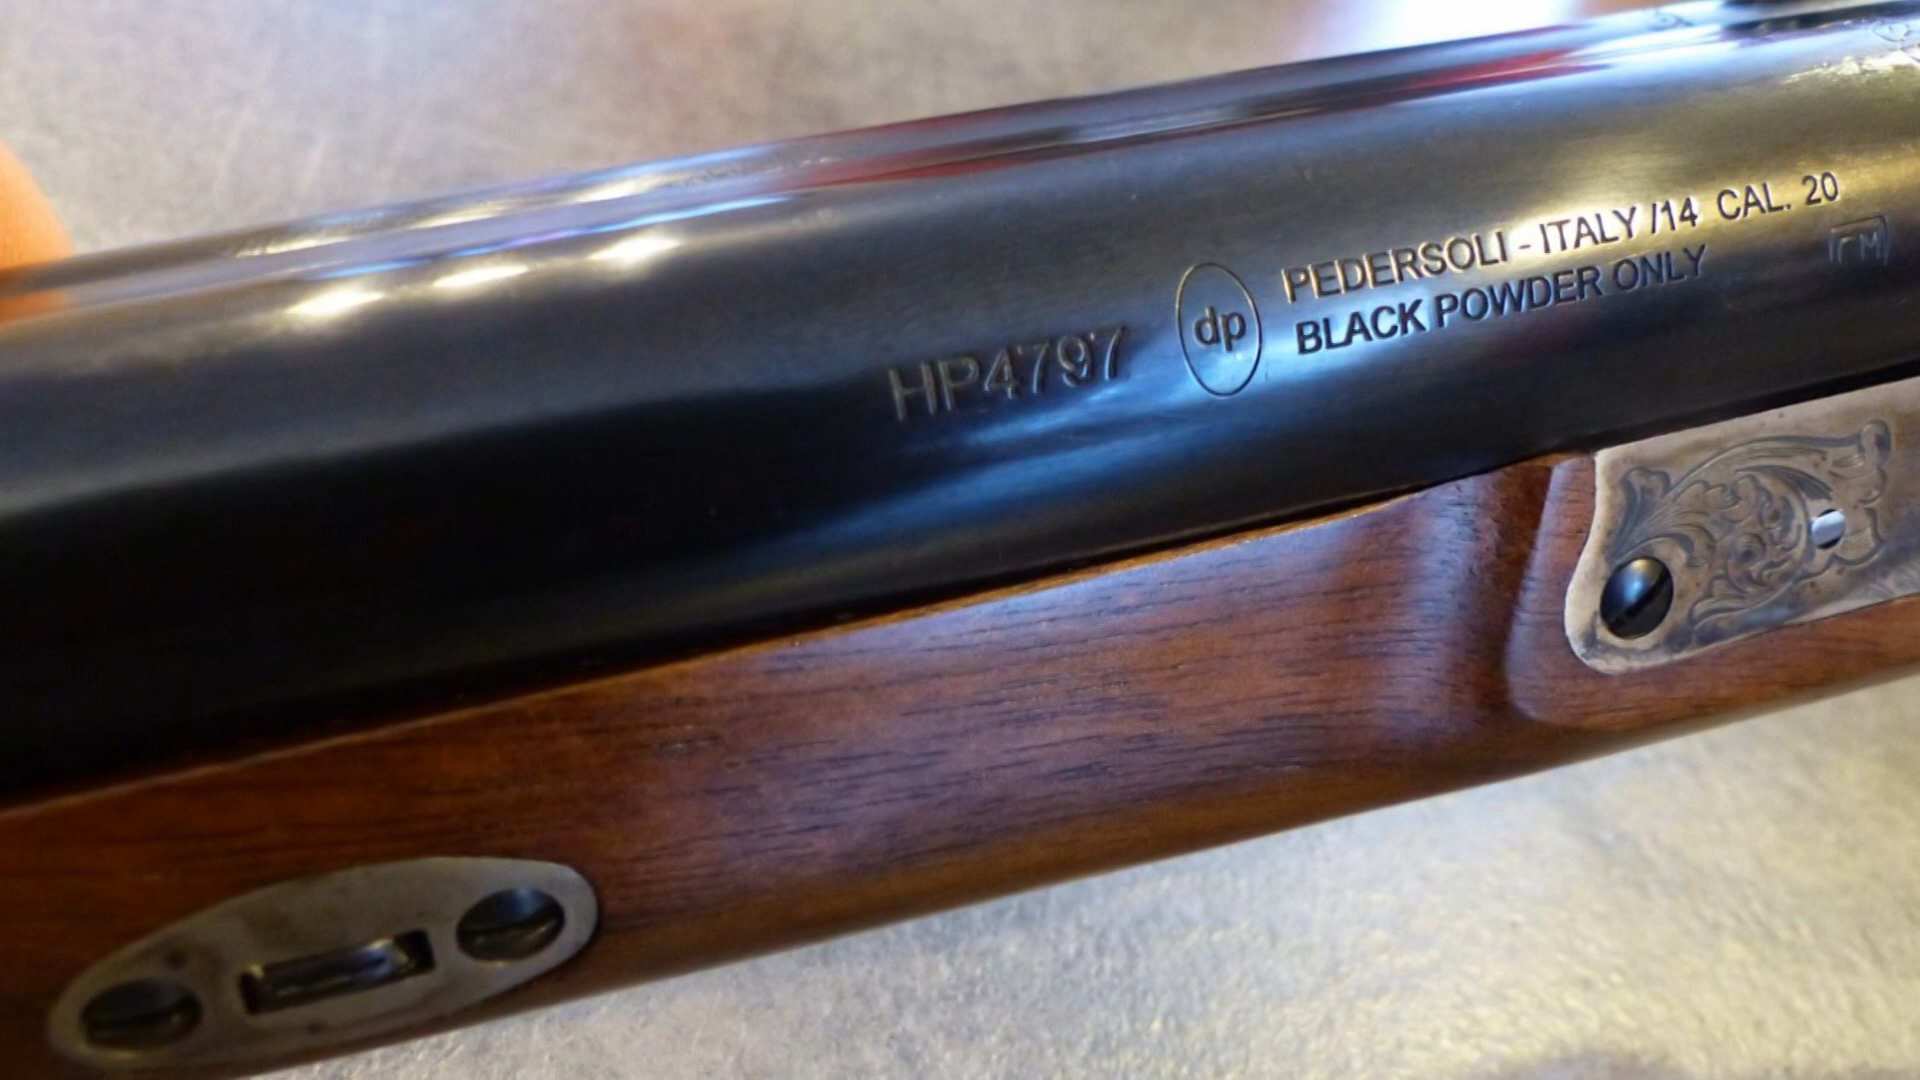 HP4797
dp
PEDERSOLI - ITALY /14 CAL. 20
BLACK POWDER ONLY